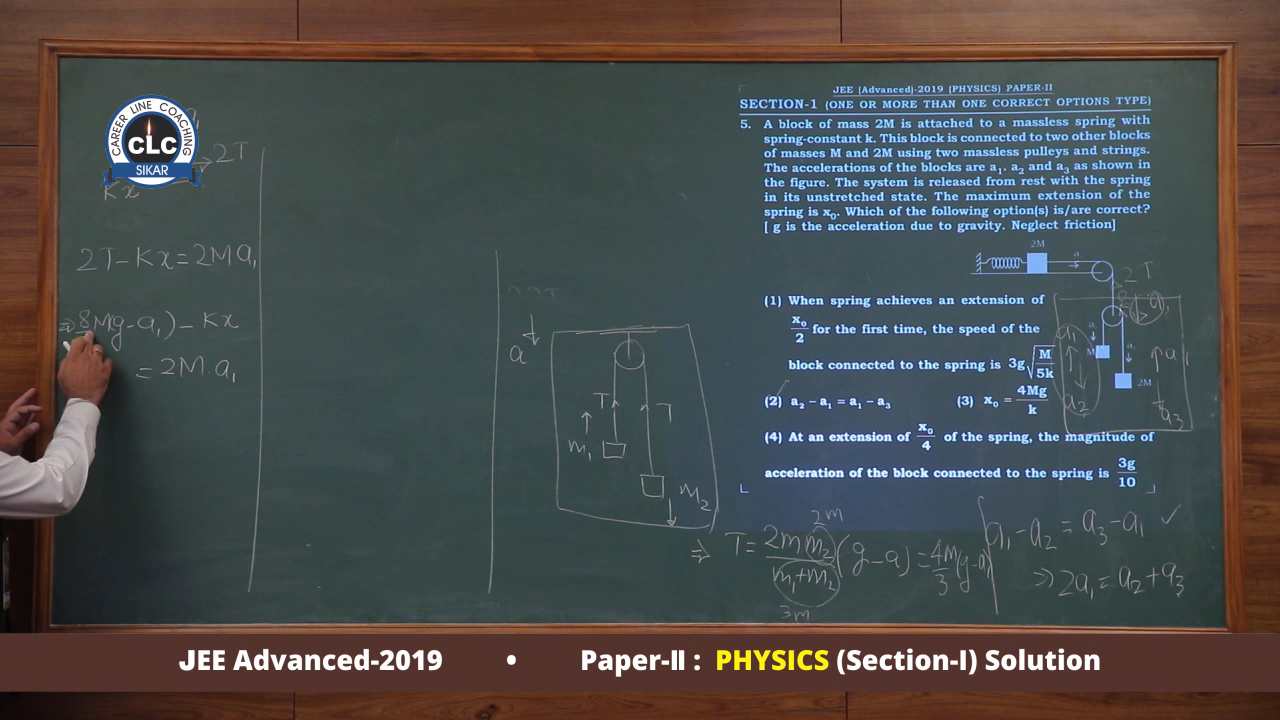 CAREER LINE COACHING
CLC
SIKAR
2T
Kx
2T-Kx=2Ma₁
⇒ 8Mg-a₁) - Kx
= 2M.a₁
a
T
T
m₁
m₂
⇒ T = 2m m₂ / m₁+m₂ (g-a) = 4M/3 (g-a₁
2m
3m
JEE (Advanced)-2019 (PHYSICS) PAPER-II
SECTION-1 (ONE OR MORE THAN ONE CORRECT OPTIONS TYPE)
5. A block of mass 2M is attached to a massless spring with
spring-constant k. This block is connected to two other blocks
of masses M and 2M using two massless pulleys and strings.
The accelerations of the blocks are a₁, a₂ and a₃ as shown in
the figure. The system is released from rest with the spring
in its unstretched state. The maximum extension of the
spring is x₀. Which of the following option(s) is/are correct?
[ g is the acceleration due to gravity. Neglect friction]
2M
a
2T
(1) When spring achieves an extension of
x₀/2 for the first time, the speed of the
block connected to the spring is 3g√(M/5k)
a₁
a₂
M
2M
a₁
a₃
(2) a₂ – a₁ = a₁ – a₃ (3) x₀ = 4Mg/k
(4) At an extension of x₀/4 of the spring, the magnitude of
acceleration of the block connected to the spring is 3g/10
a₁-a₂ = a₃-a₁ ✓
⇒ 2a₁ = a₂+a₃
JEE Advanced-2019 • Paper-II : PHYSICS (Section-I) Solution